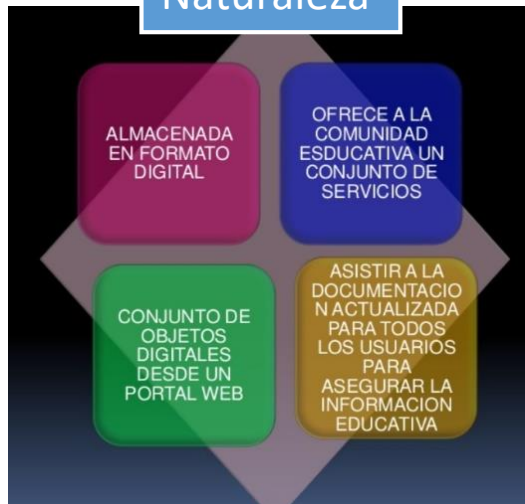 Naturaleza
ALMACENADA
EN FORMATO
DIGITAL
OFRECE A LA
COMUNIDAD
ESDUCATIVA UN
CONJUNTO DE
SERVICIOS
CONJUNTO DE
OBJETOS
DIGITALES
DESDE UN
PORTAL WEB
ASISTIR A LA
DOCUMENTACIO
N ACTUALIZADA
PARA TODOS
LOS USUARIOS
PARA
ASEGURAR LA
INFORMACION
EDUCATIVA